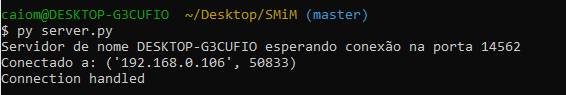 caiom@DESKTOP-G3CUFIO ~/Desktop/SMiM (master)
$ py server.py
Servidor de nome DESKTOP-G3CUFIO esperando conexão na porta 14562
Conectado a: ('192.168.0.106', 50833)
Connection handled